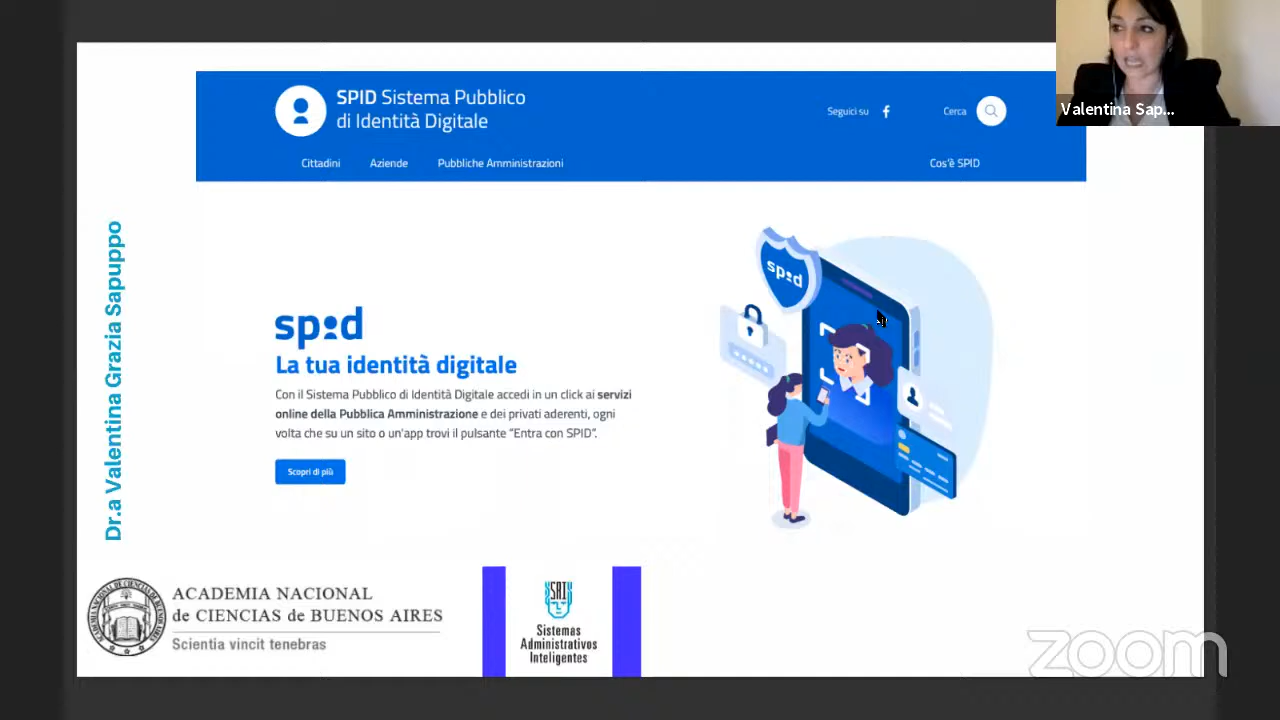 SPID Sistema Pubblico
di Identità Digitale
Seguici su
Cerca
Cittadini
Aziende
Pubbliche Amministrazioni
Cos'è SPID
Valentina Sap...
Dr.a Valentina Grazia Sapuppo
spid
spid
La tua identità digitale
Con il Sistema Pubblico di Identità Digitale accedi in un click ai servizi
online della Pubblica Amministrazione e dei privati aderenti, ogni
volta che su un sito o un'app trovi il pulsante “Entra con SPID”.
Scopri di più
ACADEMIA NACIONAL
de CIENCIAS de BUENOS AIRES
Scientia vincit tenebras
SAI
Sistemas
Administrativos
Inteligentes
zoom